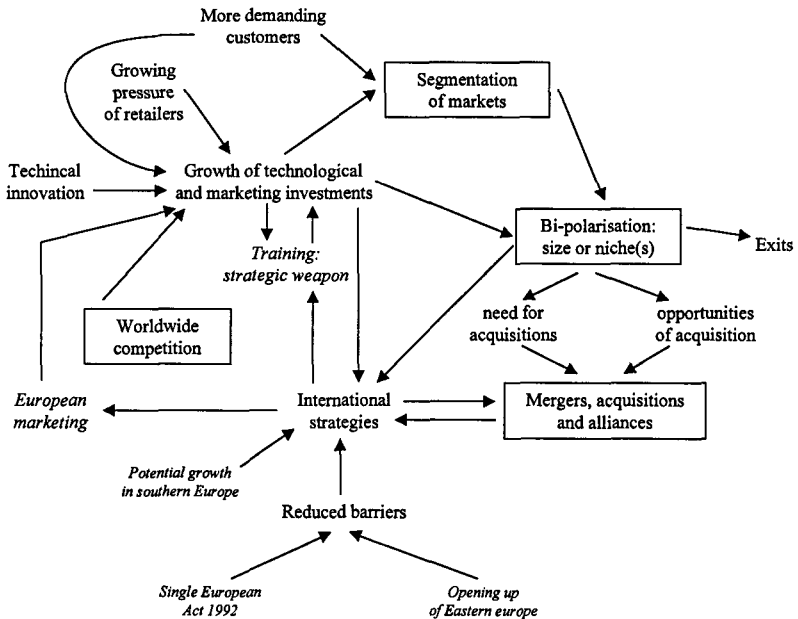 More demanding
customers
Growing
pressure
of retailers
Segmentation
of markets
Techincal
innovation
Growth of technological
and marketing investments
Bi-polarisation:
size or niche(s)
Exits
Training:
strategic weapon
Worldwide
competition
need for
acquisitions
opportunities
of acquisition
European
marketing
International
strategies
Mergers, acquisitions
and alliances
Potential growth
in southern Europe
Reduced barriers
Single European
Act 1992
Opening up
of Eastern europe